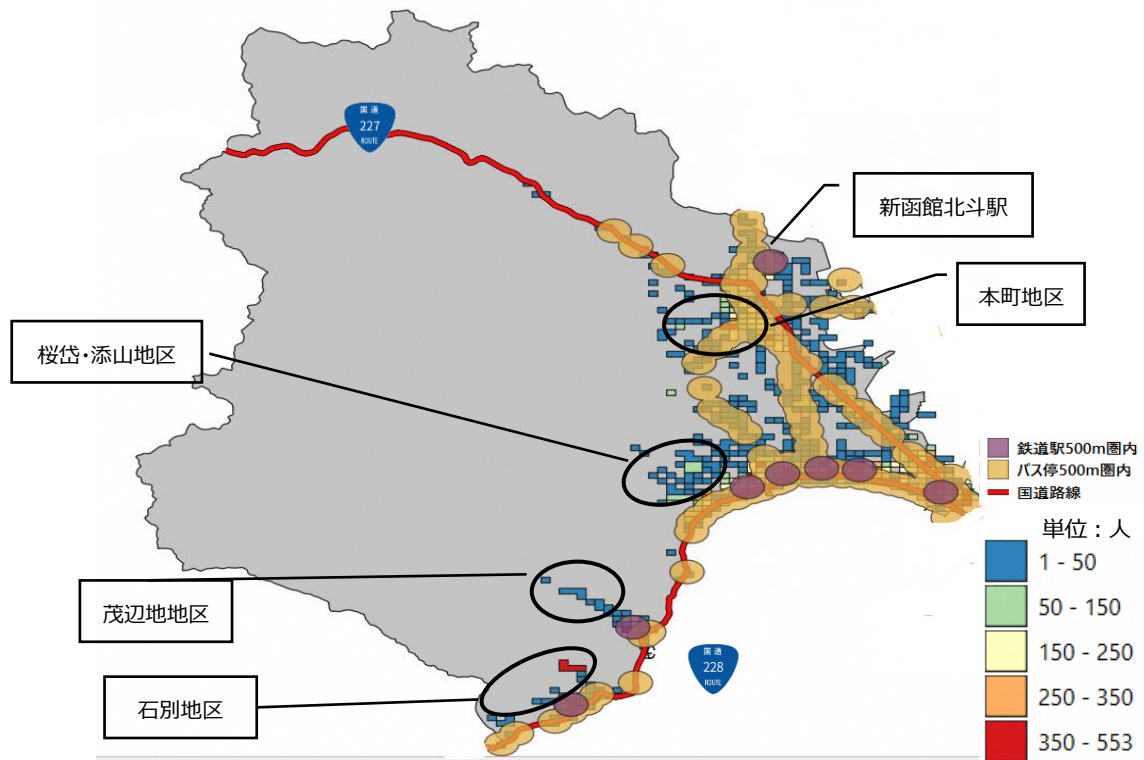 国道
227
ROUTE
新函館北斗駅
本町地区
桜岱・添山地区
鉄道駅500m圏内
バス停500m圏内
国道路線
単位：人
1 - 50
50 - 150
150 - 250
250 - 350
350 - 553
茂辺地地区
国道
228
ROUTE
石別地区